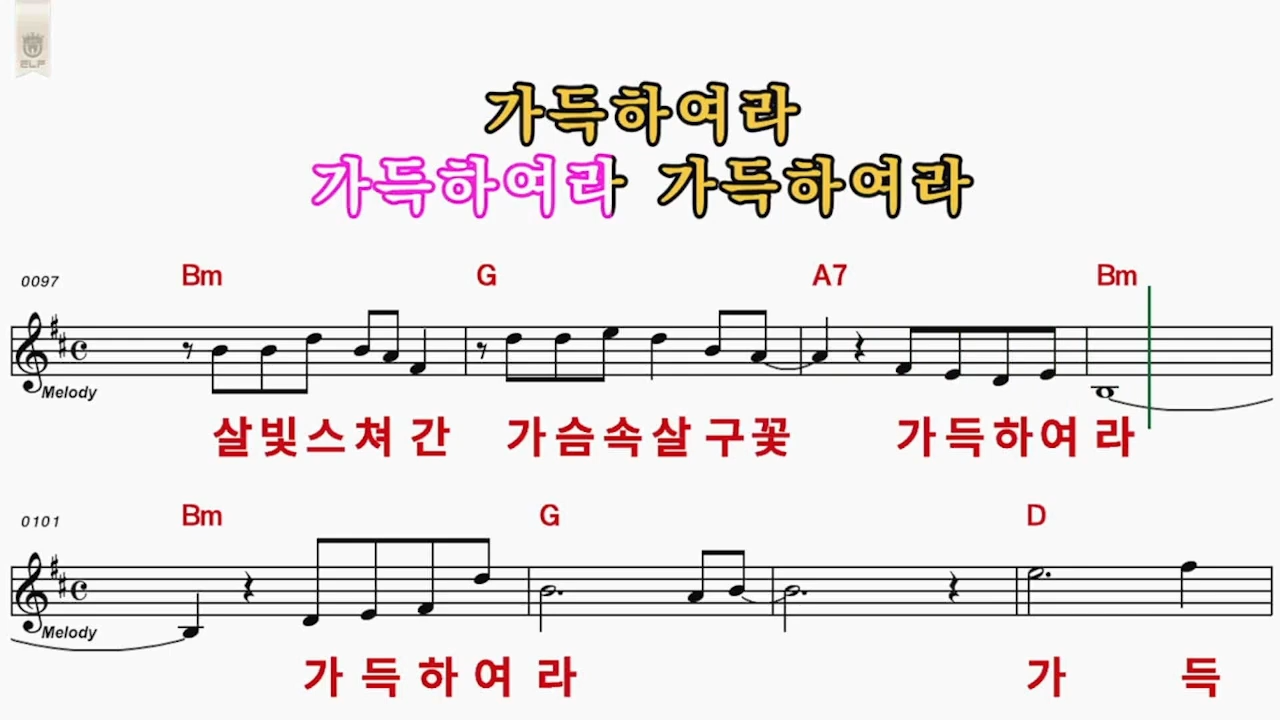 ELF
가득하여라
가득하여라 가득하여라
0097 Bm G A7 Bm
Melody
살빛스쳐간 가슴속살구꽃 가득하여라
0101 Bm G D
Melody
가득하여라 가득